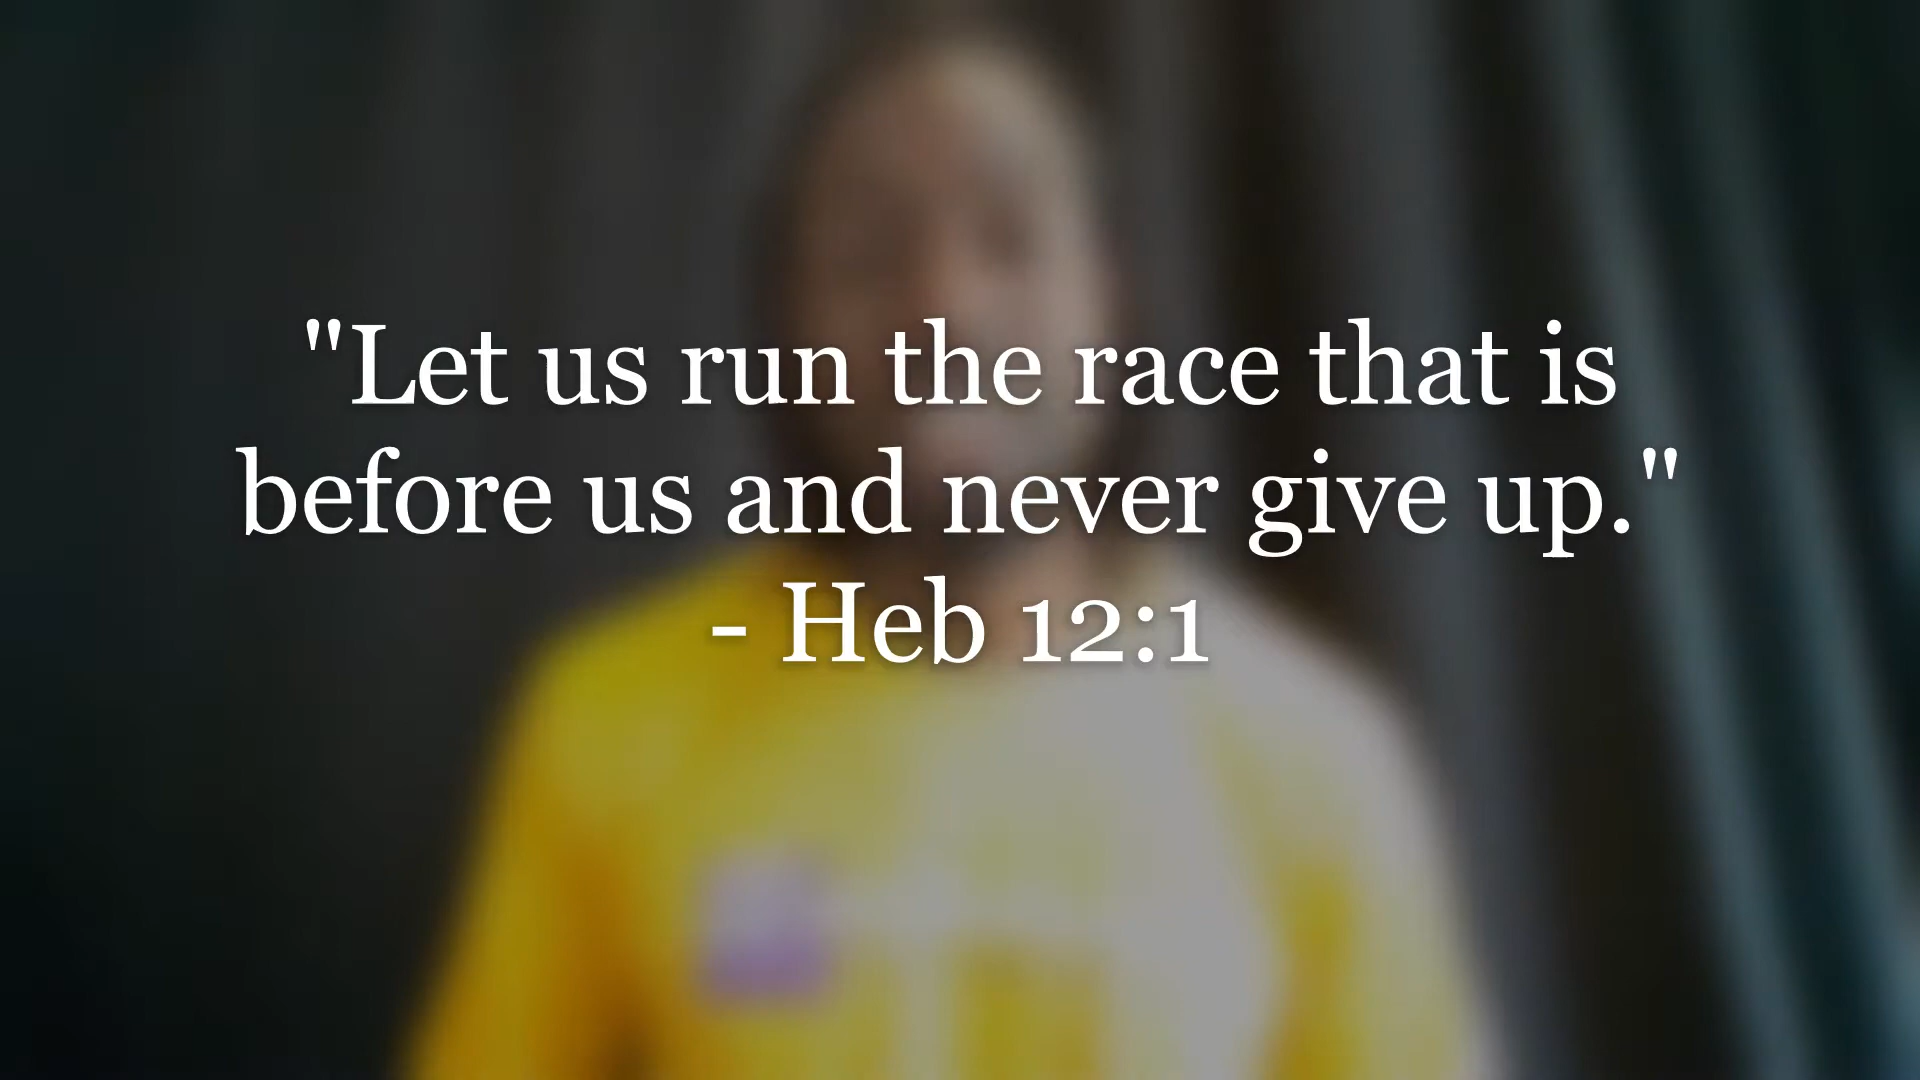 "Let us run the race that is
before us and never give up."
- Heb 12:1